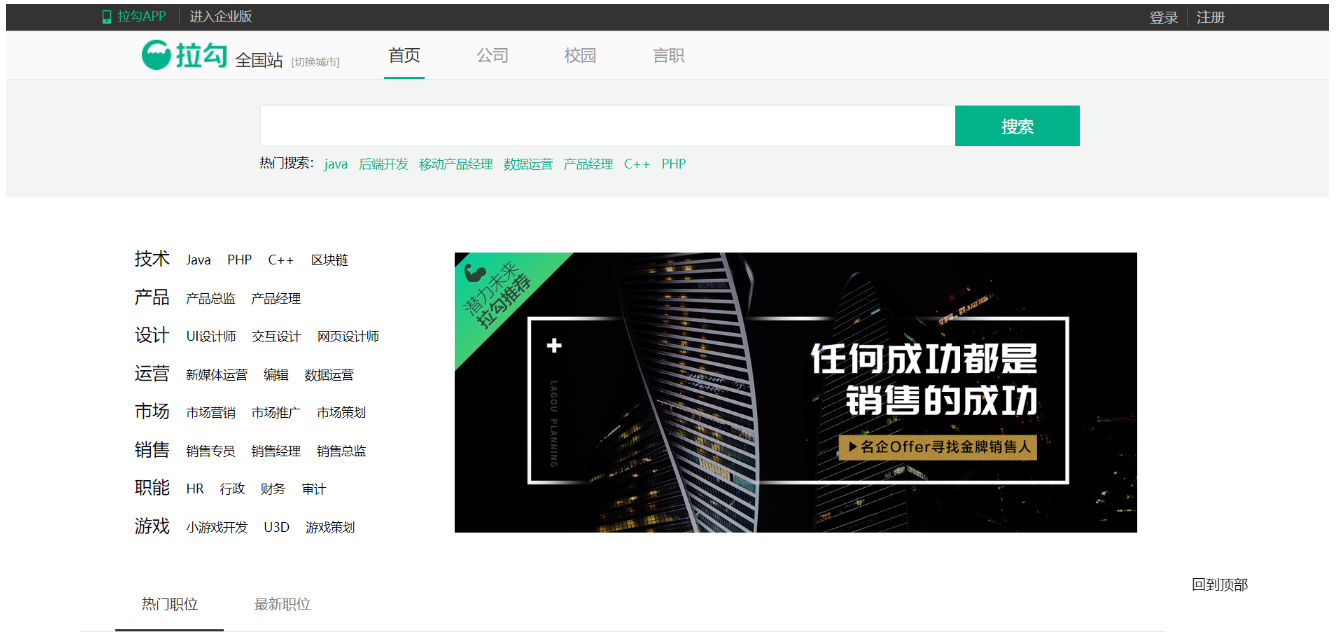 拉勾APP 进入企业版 登录 注册
拉勾 全国站 [切换城市] 首页 公司 校园 言职
搜索
热门搜索： java 后端开发 移动产品经理 数据运营 产品经理 C++ PHP
技术 Java PHP C++ 区块链
产品 产品总监 产品经理
设计 UI设计师 交互设计 网页设计师
运营 新媒体运营 编辑 数据运营
市场 市场营销 市场推广 市场策划
销售 销售专员 销售经理 销售总监
职能 HR 行政 财务 审计
游戏 小游戏开发 U3D 游戏策划
潜力未来
拉勾推荐
LAGOU PLANNING
任何成功都是
销售的成功
名企Offer寻找金牌销售人
回到顶部
热门职位 最新职位